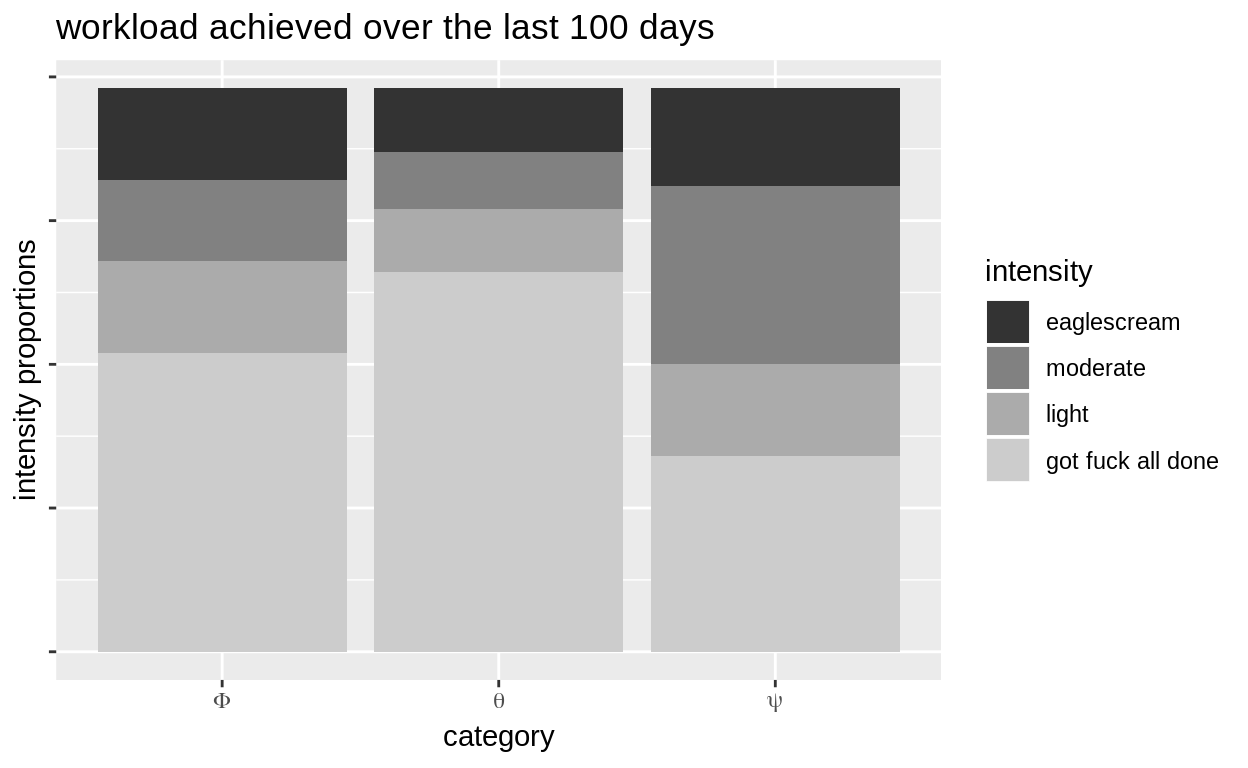 workload achieved over the last 100 days
intensity proportions
Φ
θ
ψ
category
intensity
eaglescream
moderate
light
got fuck all done